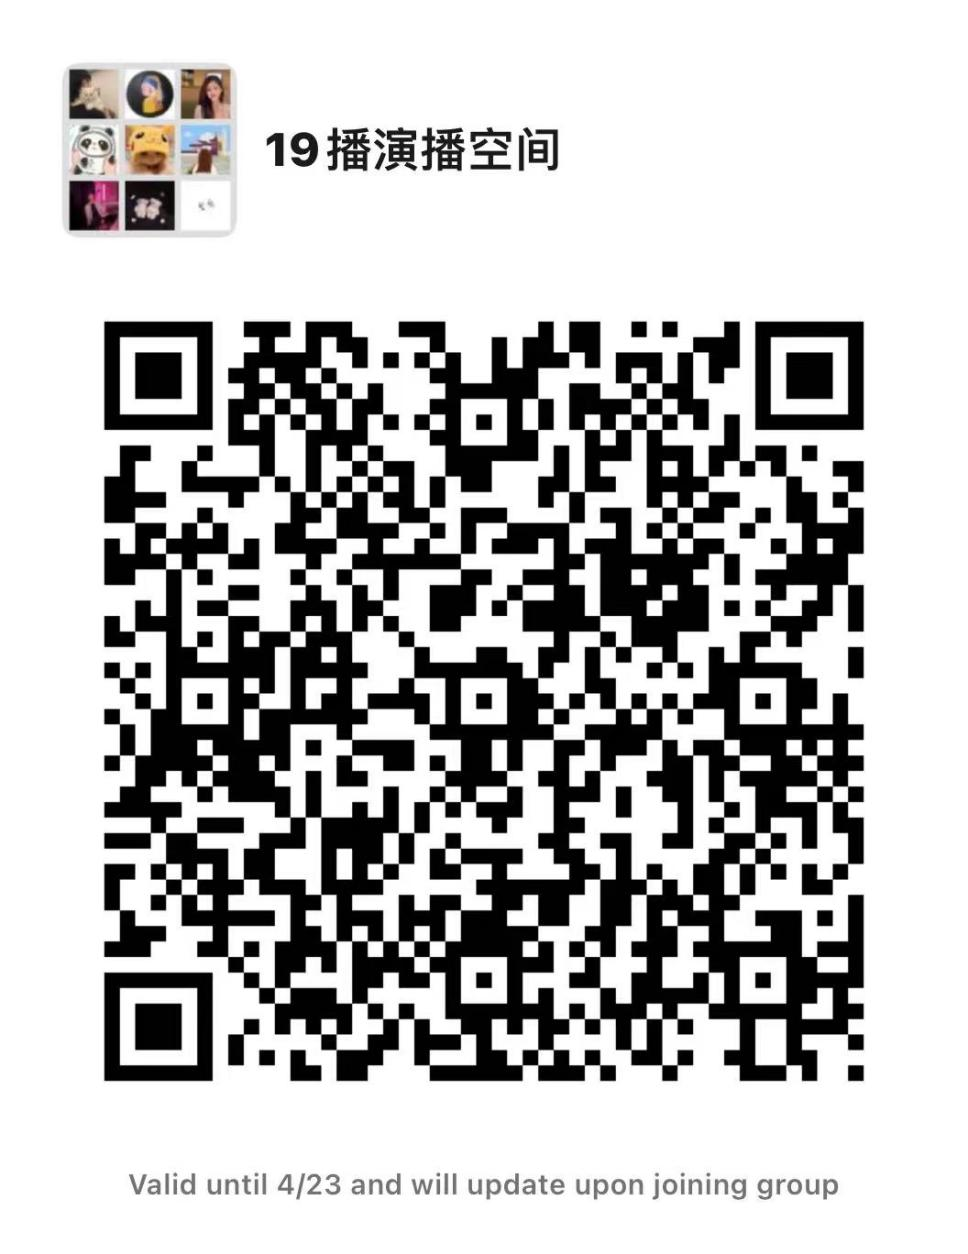 19播演播空间
Valid until 4/23 and will update upon joining group